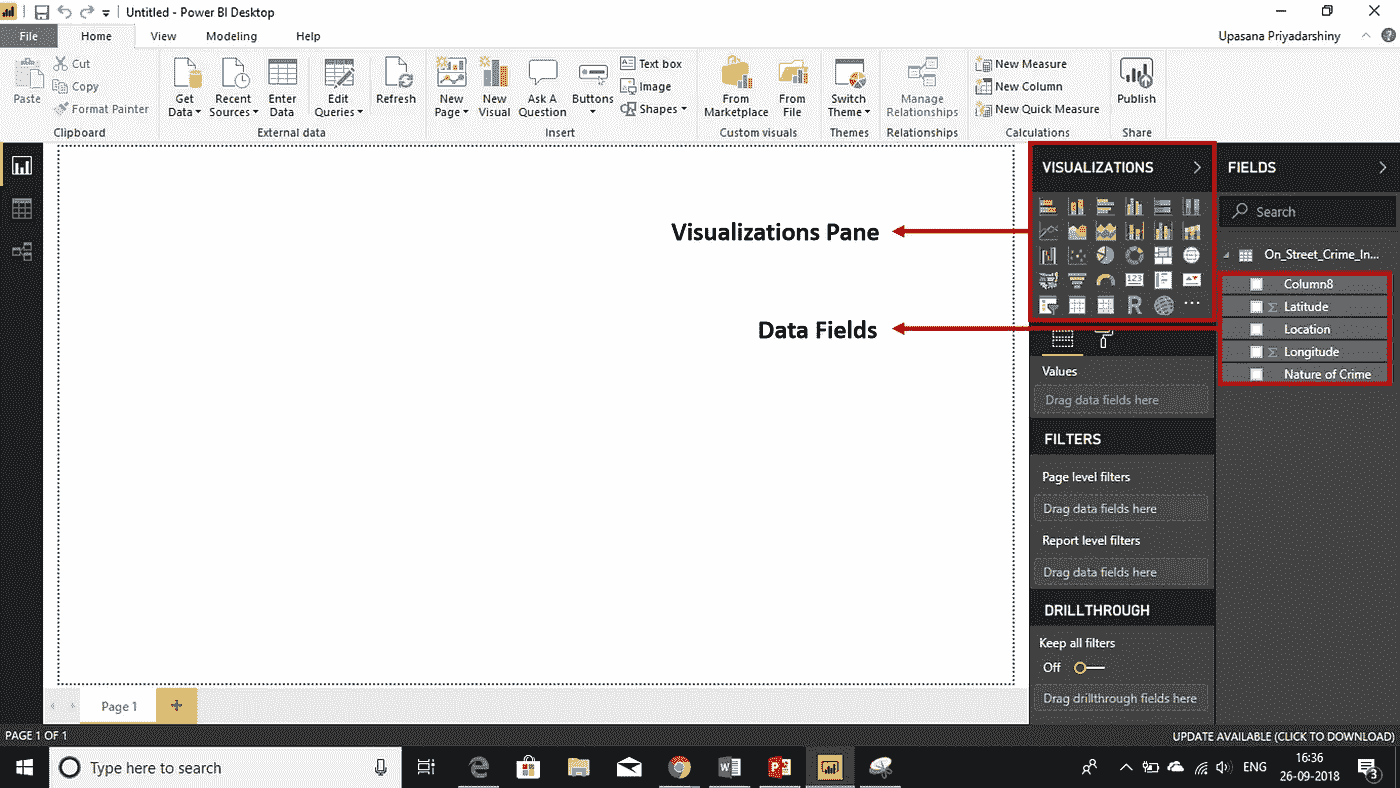 Untitled - Power BI Desktop
File Home View Modeling Help
Upasana Priyadarshiny
Paste
Cut
Copy
Format Painter
Clipboard
Get Data
Recent Sources
Enter Data
Edit Queries
Refresh
External data
New Page
New Visual
Ask A Question
Buttons
Text box
Image
Shapes
Insert
From Marketplace
From File
Custom visuals
Switch Theme
Themes
Manage Relationships
Relationships
New Measure
New Column
New Quick Measure
Calculations
Publish
Share
VISUALIZATIONS
FIELDS
Search
Visualizations Pane
123
R
On_Street_Crime_In...
Column8
Σ Latitude
Location
Σ Longitude
Nature of Crime
Data Fields
Values
Drag data fields here
FILTERS
Page level filters
Drag data fields here
Report level filters
Drag data fields here
DRILLTHROUGH
Keep all filters
Off
Drag drillthrough fields here
Page 1
PAGE 1 OF 1
UPDATE AVAILABLE (CLICK TO DOWNLOAD)
Type here to search
ENG
16:36
26-09-2018
3